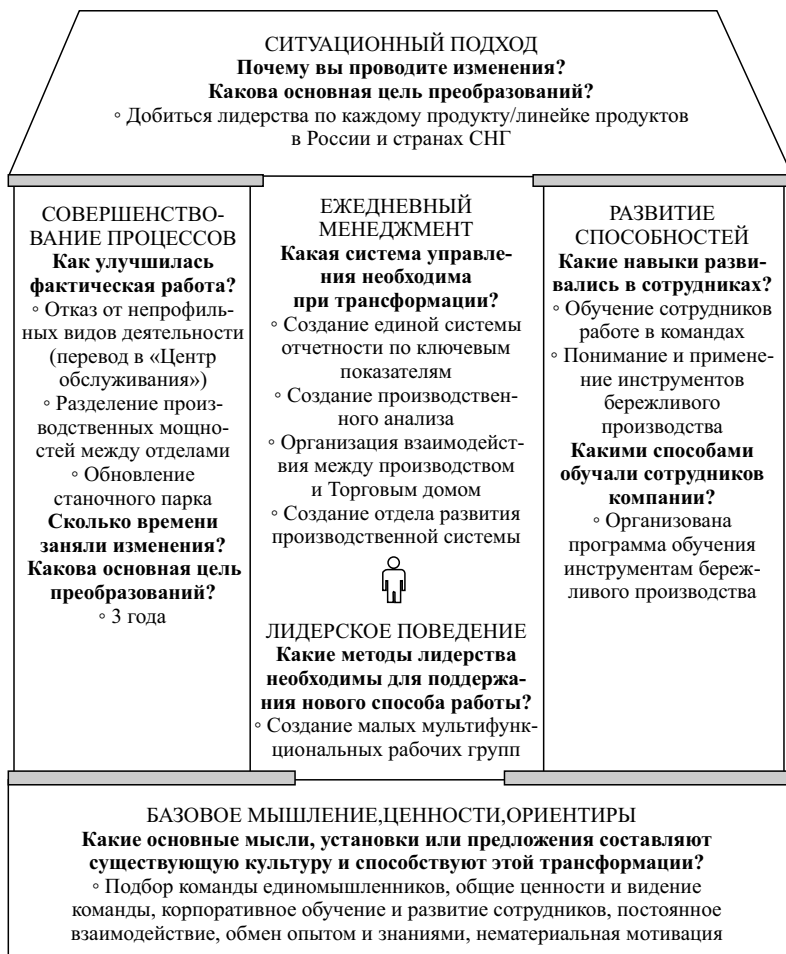 СИТУАЦИОННЫЙ ПОДХОД
Почему вы проводите изменения?
Какова основная цель преобразований?
◦ Добиться лидерства по каждому продукту/линейке продуктов
в России и странах СНГ
СОВЕРШЕНСТВО-
ВАНИЕ ПРОЦЕССОВ
Как улучшилась
фактическая работа?
◦ Отказ от непрофиль-
ных видов деятельности
(перевод в «Центр
обслуживания»)
◦ Разделение произ-
водственных мощно-
стей между отделами
◦ Обновление
станочного парка
Сколько времени
заняли изменения?
Какова основная цель
преобразований?
◦ 3 года
ЕЖЕДНЕВНЫЙ
МЕНЕДЖМЕНТ
Какая система управле-
ния необходима
при трансформации?
◦ Создание единой системы
отчетности по ключевым
показателям
◦ Создание производствен-
ного анализа
◦ Организация взаимодейст-
вия между производством
и Торговым домом
◦ Создание отдела развития
производственной системы
ЛИДЕРСКОЕ ПОВЕДЕНИЕ
Какие методы лидерства
необходимы для поддержа-
ния нового способа работы?
◦ Создание малых мультифунк-
циональных рабочих групп
РАЗВИТИЕ
СПОСОБНОСТЕЙ
Какие навыки разви-
вались в сотрудниках?
◦ Обучение сотрудников
работе в командах
◦ Понимание и примене-
ние инструментов
бережливого
производства
Какими способами
обучали сотрудников
компании?
◦ Организована
программа обучения
инструментам береж-
ливого производства
БАЗОВОЕ МЫШЛЕНИЕ,ЦЕННОСТИ,ОРИЕНТИРЫ
Какие основные мысли, установки или предложения составляют
существующую культуру и способствуют этой трансформации?
◦ Подбор команды единомышленников, общие ценности и видение
команды, корпоративное обучение и развитие сотрудников, постоянное
взаимодействие, обмен опытом и знаниями, нематериальная мотивация